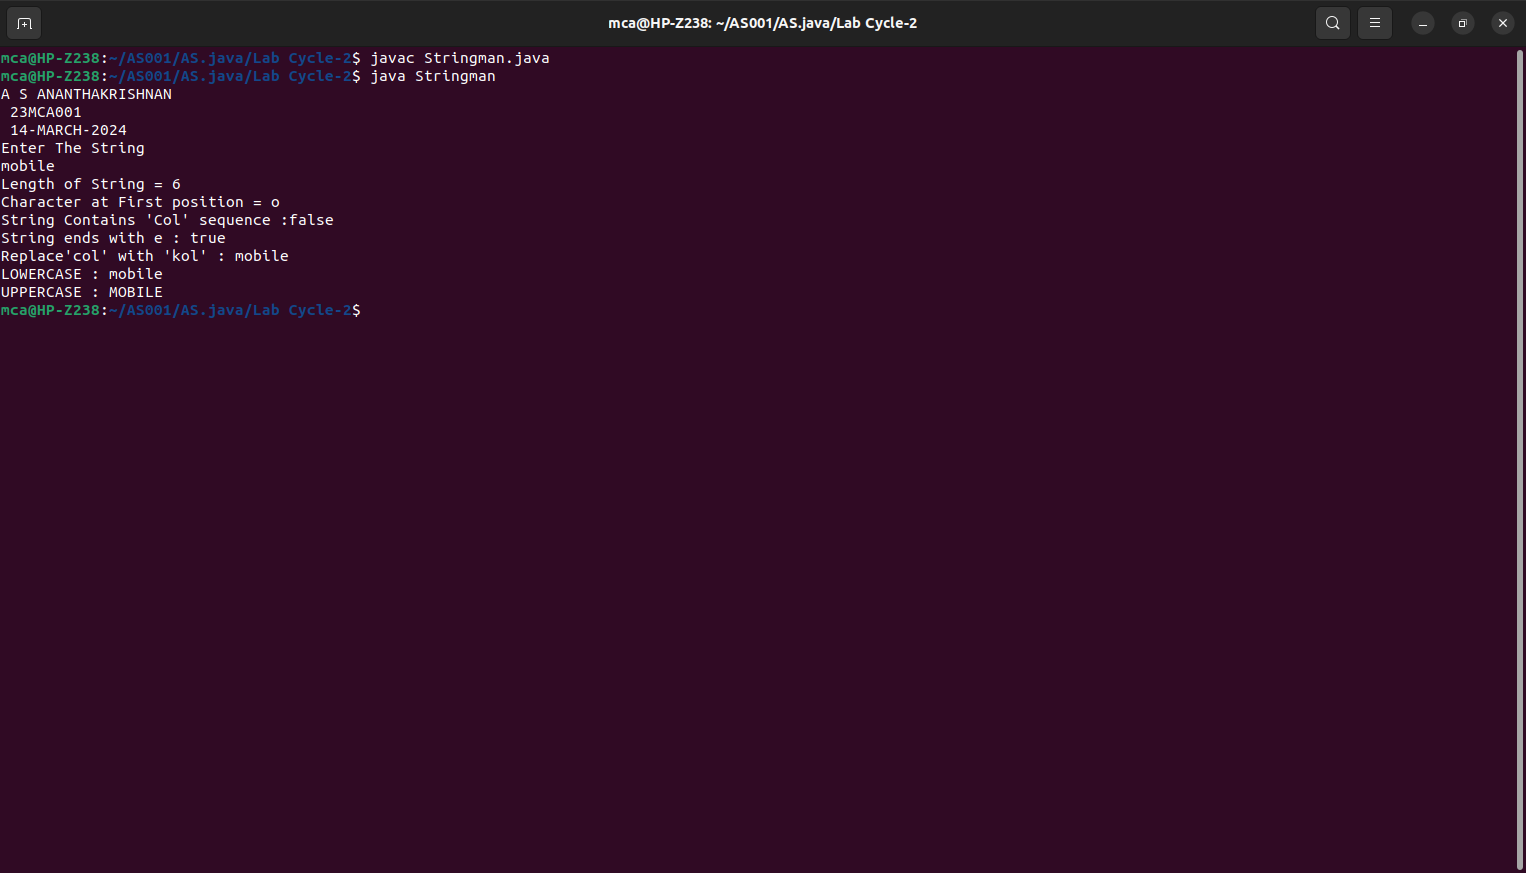 mca@HP-Z238: ~/AS001/AS.java/Lab Cycle-2
mca@HP-Z238:~/AS001/AS.java/Lab Cycle-2$ javac Stringman.java
mca@HP-Z238:~/AS001/AS.java/Lab Cycle-2$ java Stringman
A S ANANTHAKRISHNAN
 23MCA001
 14-MARCH-2024
Enter The String
mobile
Length of String = 6
Character at First position = o
String Contains 'Col' sequence :false
String ends with e : true
Replace'col' with 'kol' : mobile
LOWERCASE : mobile
UPPERCASE : MOBILE
mca@HP-Z238:~/AS001/AS.java/Lab Cycle-2$